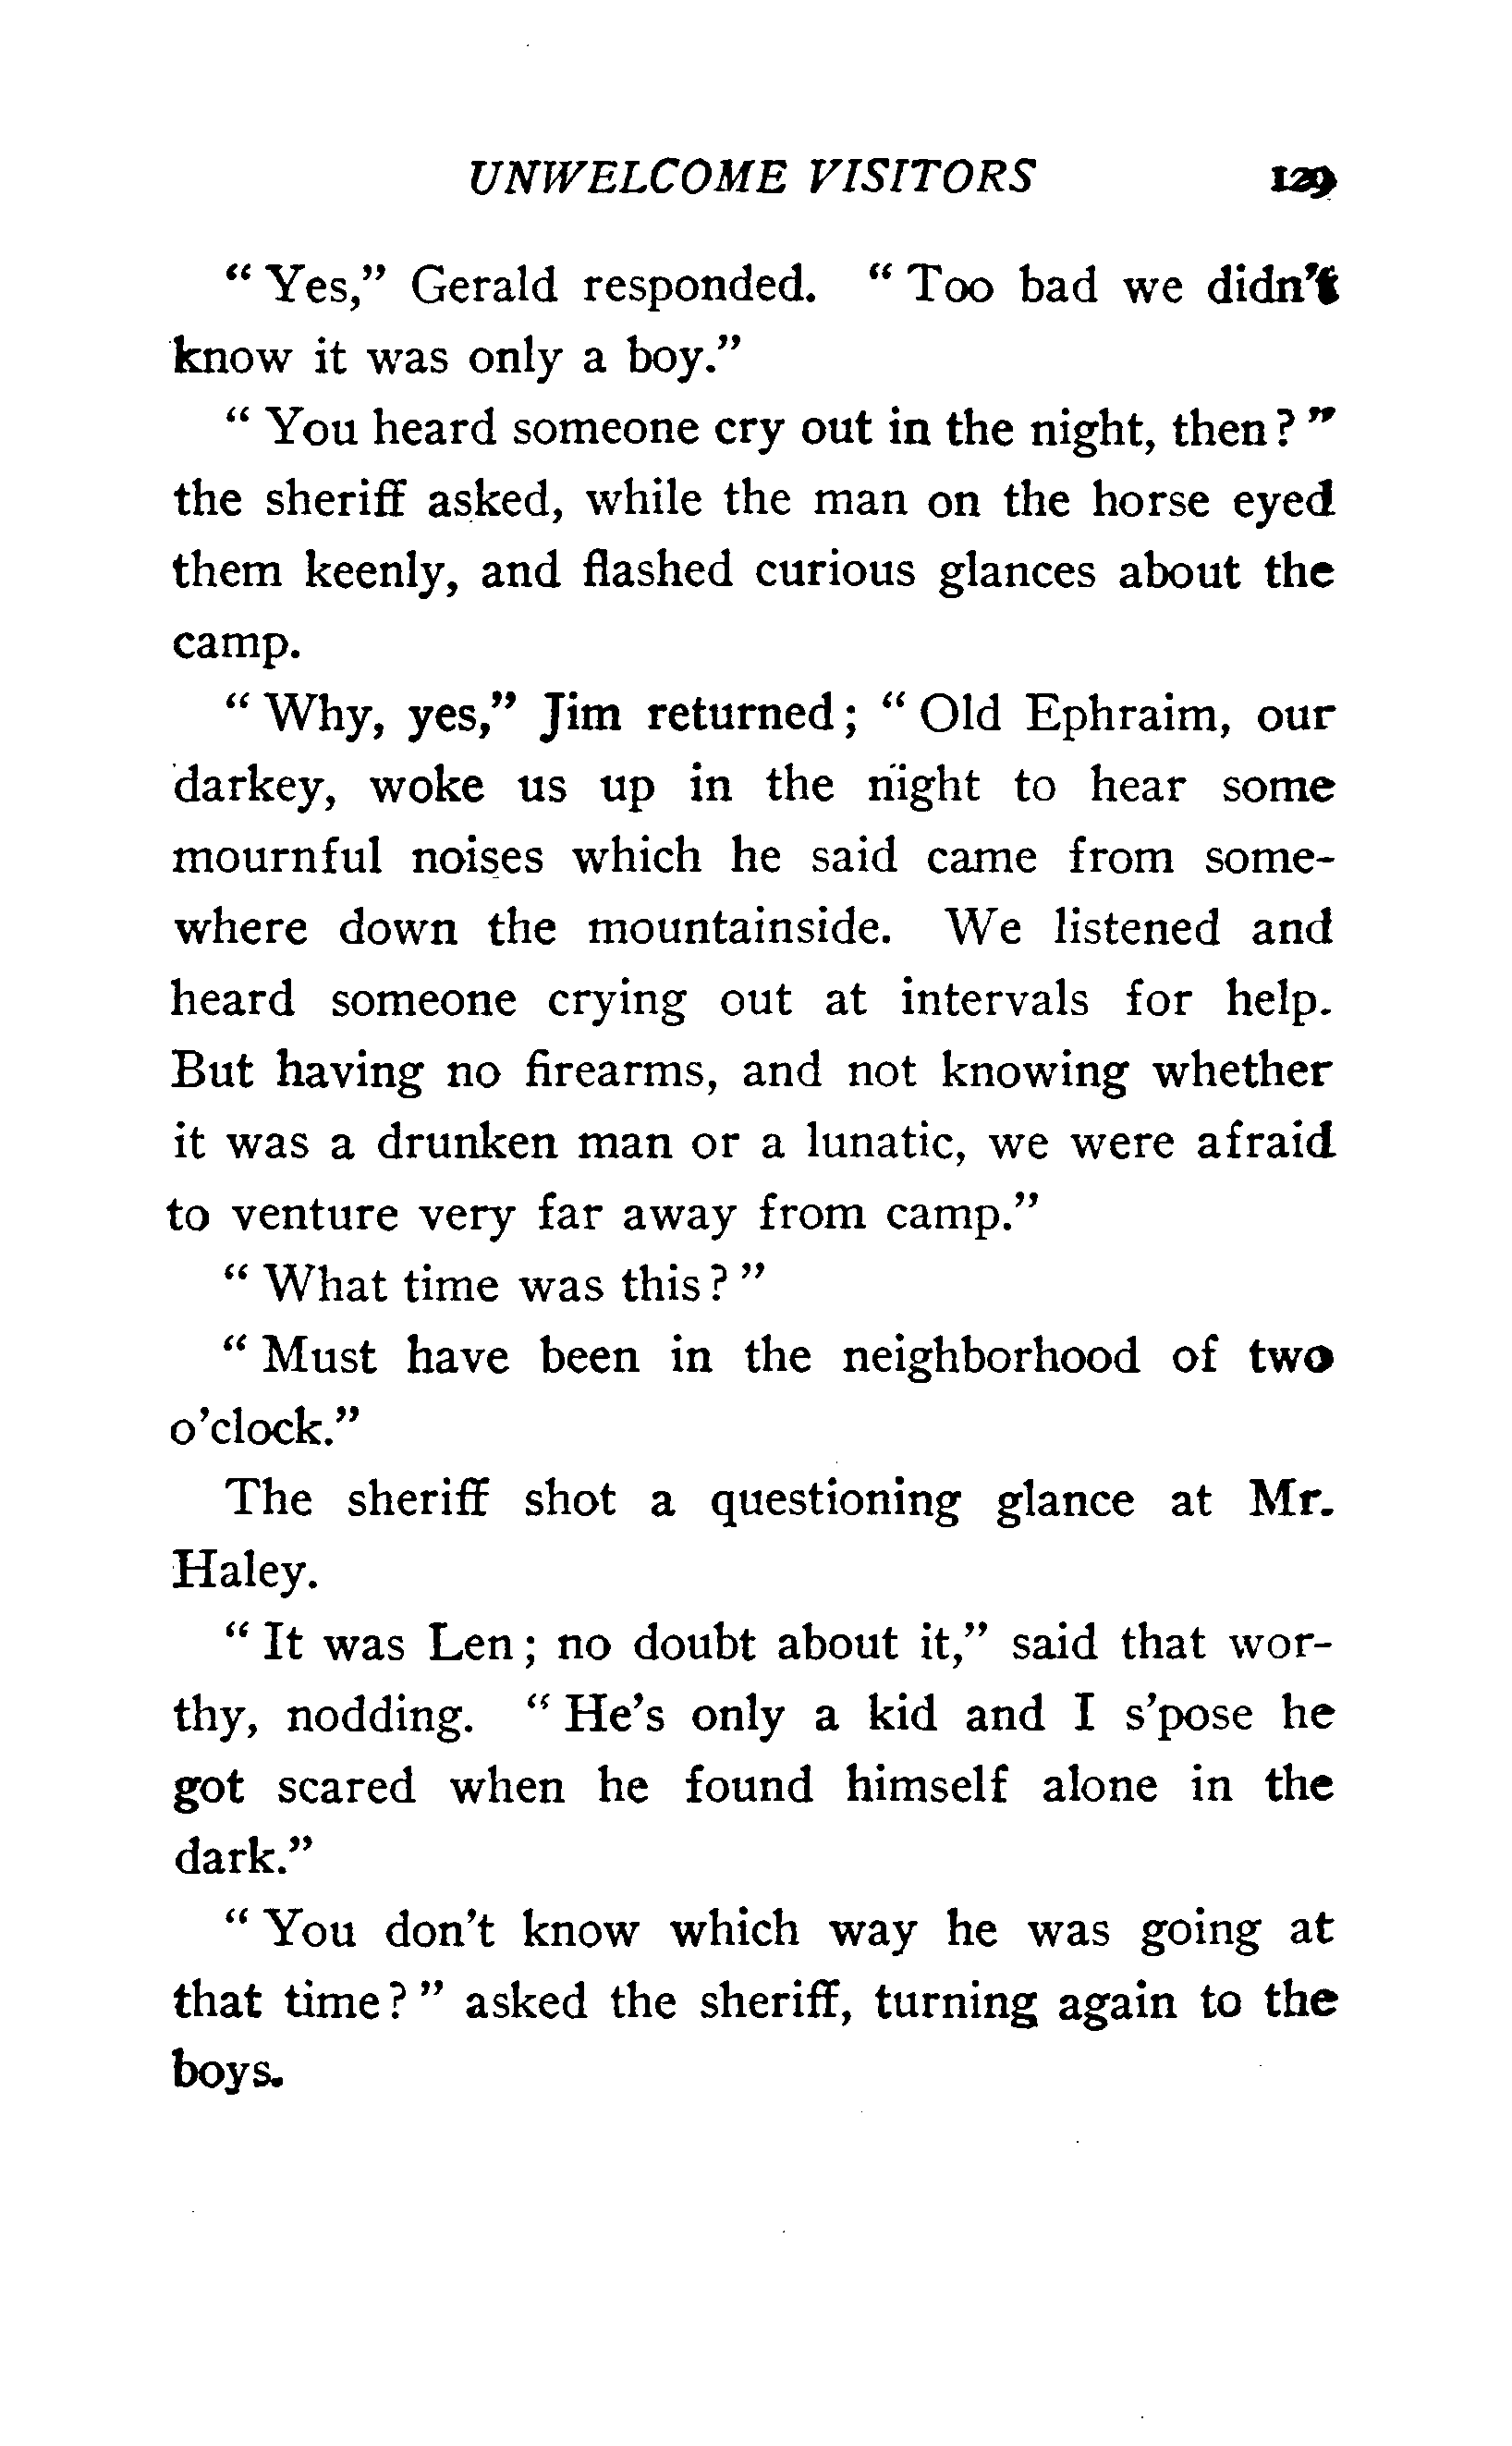 UNWELCOME VISITORS 129
" Yes," Gerald responded. " Too bad we didn't
know it was only a boy."
" You heard someone cry out in the night, then ? "
the sheriff asked, while the man on the horse eyed
them keenly, and flashed curious glances about the
camp.
" Why, yes," Jim returned ; " Old Ephraim, our
darkey, woke us up in the night to hear some
mournful noises which he said came from some-
where down the mountainside. We listened and
heard someone crying out at intervals for help.
But having no firearms, and not knowing whether
it was a drunken man or a lunatic, we were afraid
to venture very far away from camp."
" What time was this ? "
" Must have been in the neighborhood of two
o'clock."
The sheriff shot a questioning glance at Mr.
Haley.
" It was Len ; no doubt about it," said that wor-
thy, nodding. " He's only a kid and I s'pose he
got scared when he found himself alone in the
dark."
" You don't know which way he was going at
that time ? " asked the sheriff, turning again to the
boys.